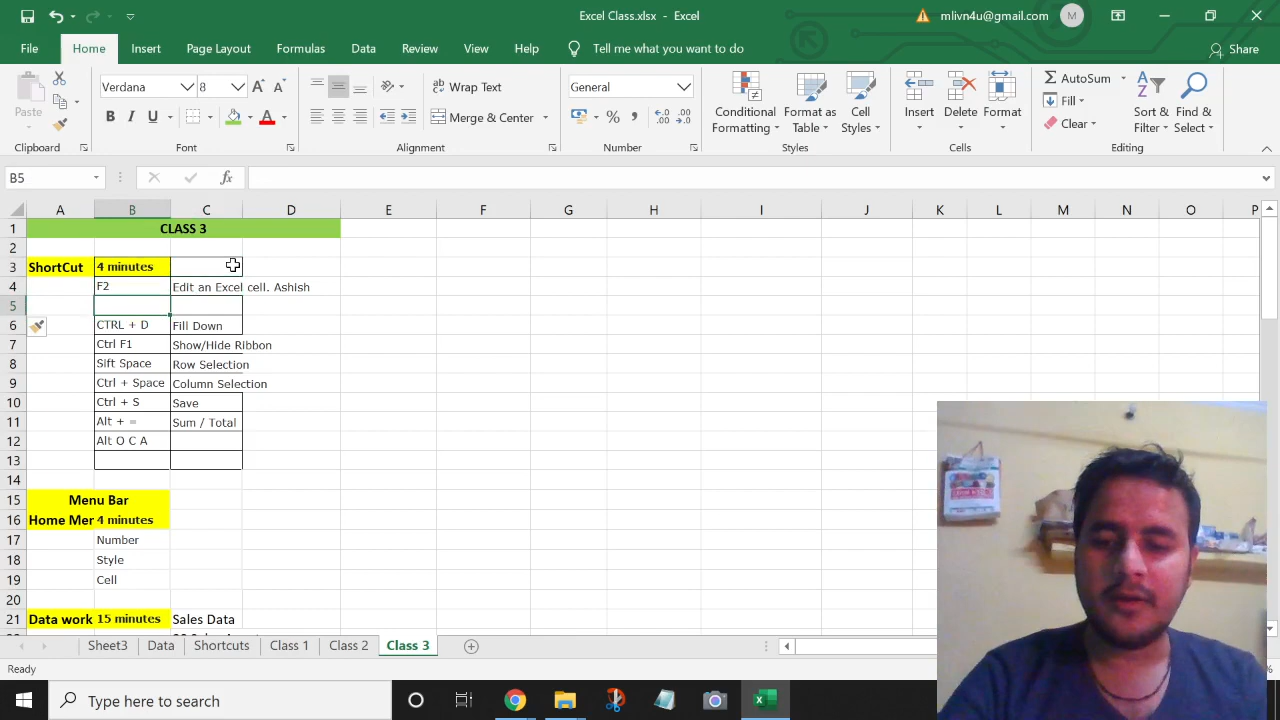 Excel Class.xlsx - Excel
mlivn4u@gmail.com M
File Home Insert Page Layout Formulas Data Review View Help Tell me what you want to do Share
Paste
Clipboard
Verdana 8
B I U
Font
Wrap Text
Merge & Center
Alignment
General
Number
Conditional Formatting
Format as Table
Cell Styles
Styles
Insert
Delete
Format
Cells
AutoSum
Fill
Clear
Sort & Filter
Find & Select
Editing
B5 fx
A B C D E F G H I J K L M N O P
1 CLASS 3
2
3 ShortCut 4 minutes
4 F2 Edit an Excel cell. Ashish
5
6 CTRL + D Fill Down
7 Ctrl F1 Show/Hide Ribbon
8 Sift Space Row Selection
9 Ctrl + Space Column Selection
10 Ctrl + S Save
11 Alt + = Sum / Total
12 Alt O C A
13
14
15 Menu Bar
16 Home Mer 4 minutes
17 Number
18 Style
19 Cell
20
21 Data work 15 minutes Sales Data
Sheet3 Data Shortcuts Class 1 Class 2 Class 3
Ready
Type here to search